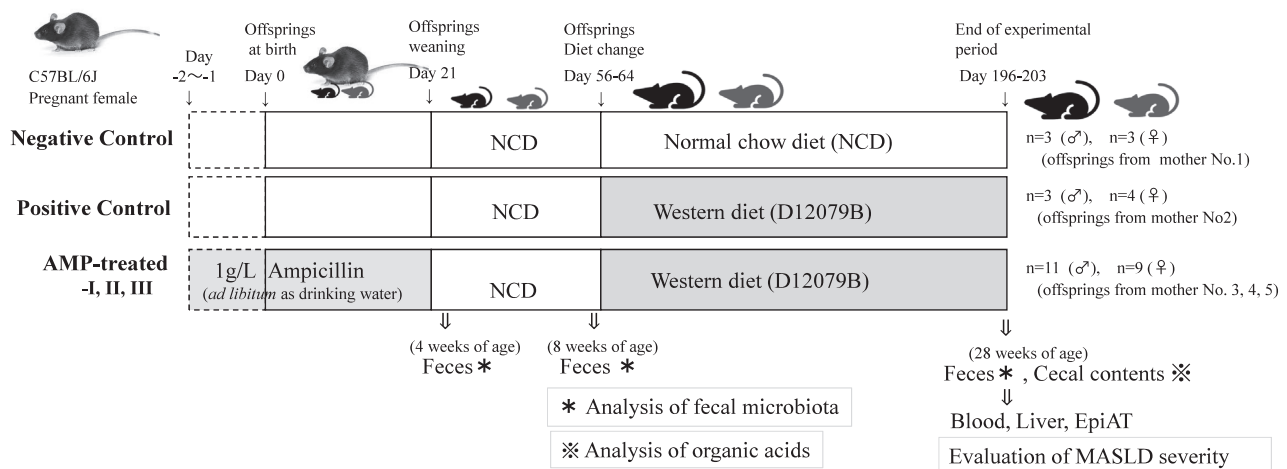 C57BL/6J
Pregnant female
Day
-2～-1
Offsprings
at birth
Day 0
Offsprings
weaning
Day 21
Offsprings
Diet change
Day 56-64
End of experimental
period
Day 196-203
Negative Control
NCD
Normal chow diet (NCD)
n=3 (♂), n=3 (♀)
(offsprings from mother No.1)
Positive Control
NCD
Western diet (D12079B)
n=3 (♂), n=4 (♀)
(offsprings from mother No2)
AMP-treated
-I, II, III
1g/L Ampicillin
(ad libitum as drinking water)
NCD
Western diet (D12079B)
n=11 (♂), n=9 (♀)
(offsprings from mother No. 3, 4, 5)
(4 weeks of age)
Feces ＊
(8 weeks of age)
Feces ＊
(28 weeks of age)
Feces＊ , Cecal contents ※
＊ Analysis of fecal microbiota
※ Analysis of organic acids
Blood, Liver, EpiAT
Evaluation of MASLD severity